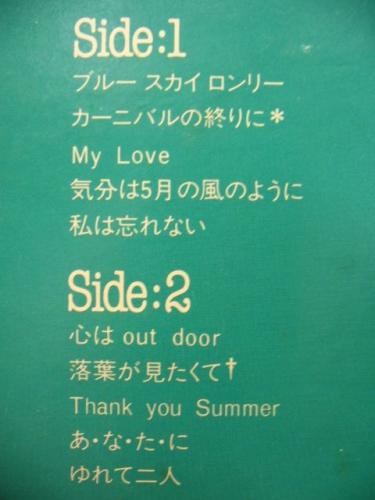 Side:1
ブルー スカイ ロンリー
カーニバルの終りに*
My Love
気分は5月の風のように
私は忘れない
Side:2
心は out door
落葉が見たくて†
Thank you Summer
あ・な・た・に
ゆれて二人